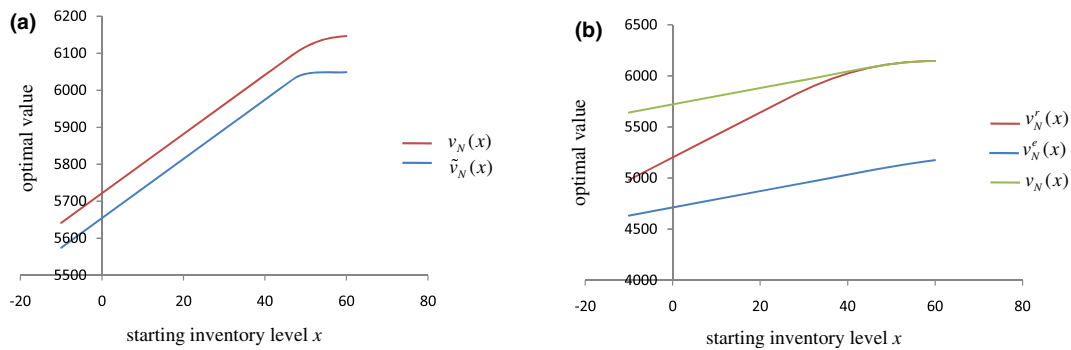 (a)
optimal value
6200
6100
6000
5900
5800
5700
5600
5500
-20
0
20
40
60
80
starting inventory level x
v_N(x)
ṽ_N(x)
(b)
optimal value
6500
6000
5500
5000
4500
4000
-20
0
20
40
60
80
starting inventory level x
v_N^r(x)
v_N^e(x)
v_N(x)